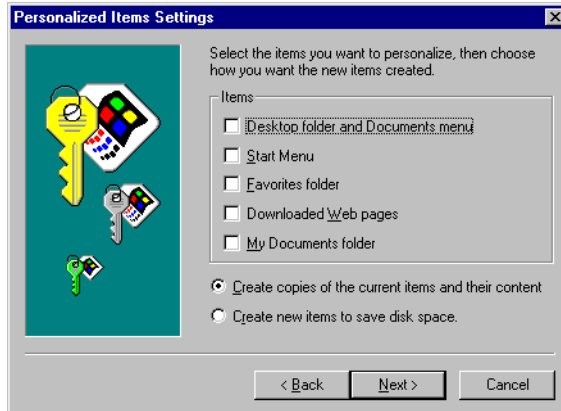 Personalized Items Settings
Select the items you want to personalize, then choose
how you want the new items created.
Items
Desktop folder and Documents menu
Start Menu
Favorites folder
Downloaded Web pages
My Documents folder
Create copies of the current items and their content
Create new items to save disk space.
< Back
Next >
Cancel